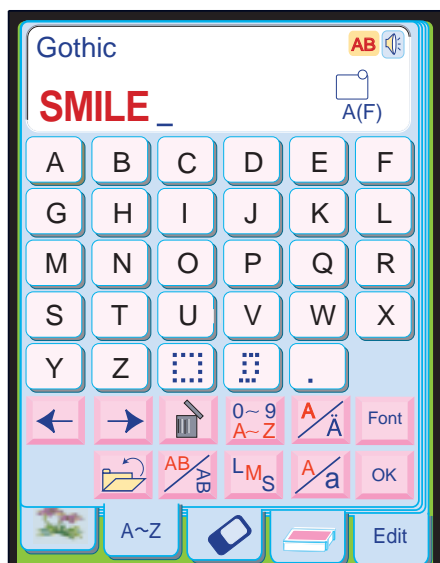 Gothic AB
SMILE_
A(F)
A B C D E F
G H I J K L
M N O P Q R
S T U V W X
Y Z .
0~9 A~Z A/Ä Font
AB/AB LMS A/a OK
A~Z Edit